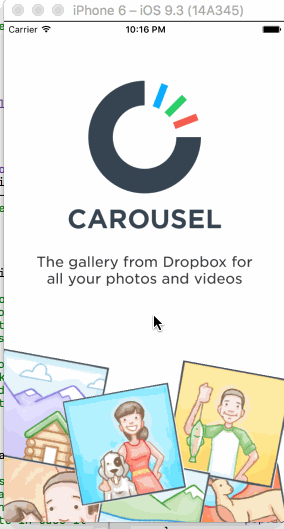 iPhone 6 – iOS 9.3 (14A345)
Carrier 10:16 PM
CAROUSEL
The gallery from Dropbox for
all your photos and videos